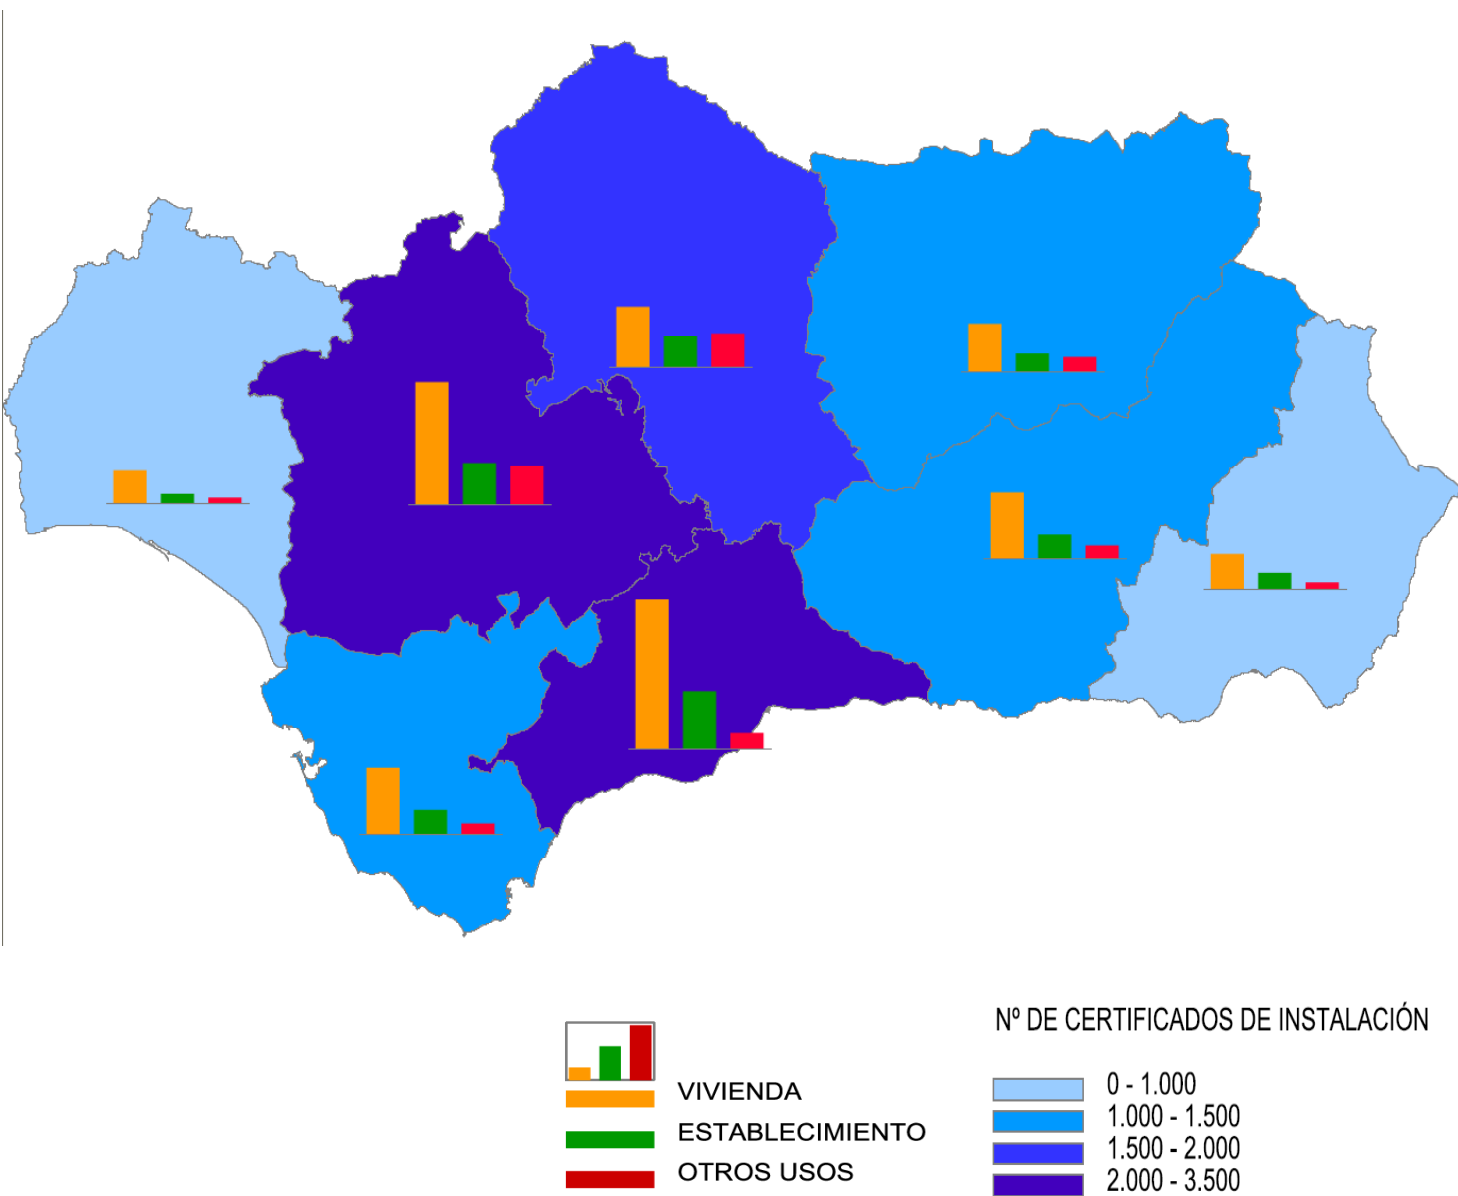 Nº DE CERTIFICADOS DE INSTALACIÓN
VIVIENDA
ESTABLECIMIENTO
OTROS USOS
0 - 1.000
1.000 - 1.500
1.500 - 2.000
2.000 - 3.500